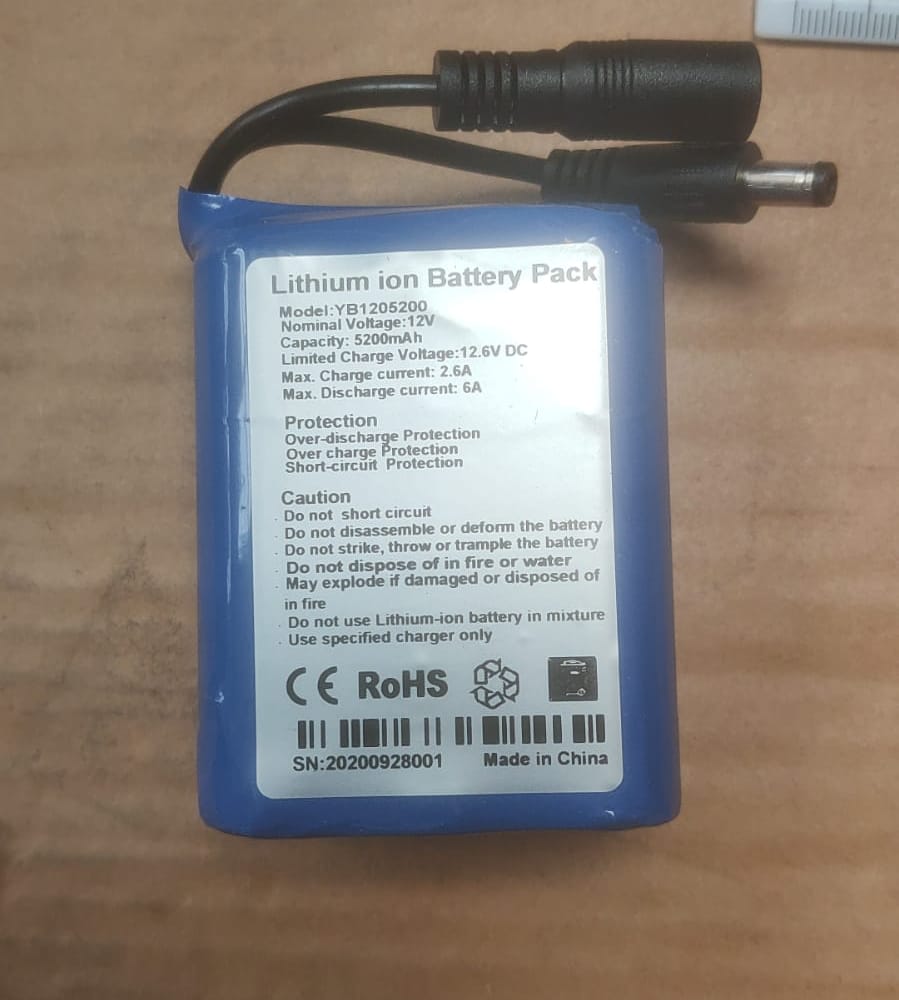 Lithium ion Battery Pack
Model:YB1205200
Nominal Voltage:12V
Capacity: 5200mAh
Limited Charge Voltage:12.6V DC
Max. Charge current: 2.6A
Max. Discharge current: 6A
Protection
Over-discharge Protection
Over charge Protection
Short-circuit Protection
Caution
. Do not short circuit
. Do not disassemble or deform the battery
. Do not strike, throw or trample the battery
. Do not dispose of in fire or water
. May explode if damaged or disposed of
in fire
. Do not use Lithium-ion battery in mixture
. Use specified charger only
CE RoHS
SN:20200928001 Made in China